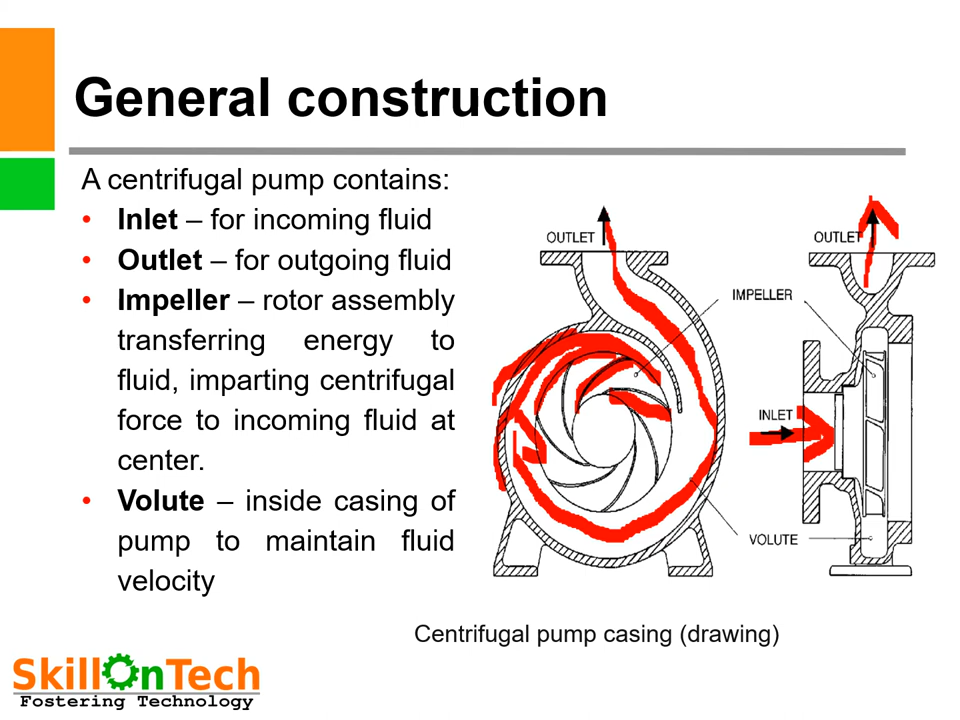 General construction
A centrifugal pump contains:
• Inlet – for incoming fluid
• Outlet – for outgoing fluid
• Impeller – rotor assembly
transferring energy to
fluid, imparting centrifugal
force to incoming fluid at
center.
• Volute – inside casing of
pump to maintain fluid
velocity
OUTLET
OUTLET
IMPELLER
INLET
VOLUTE
Centrifugal pump casing (drawing)
SkillOnTech
Fostering Technology